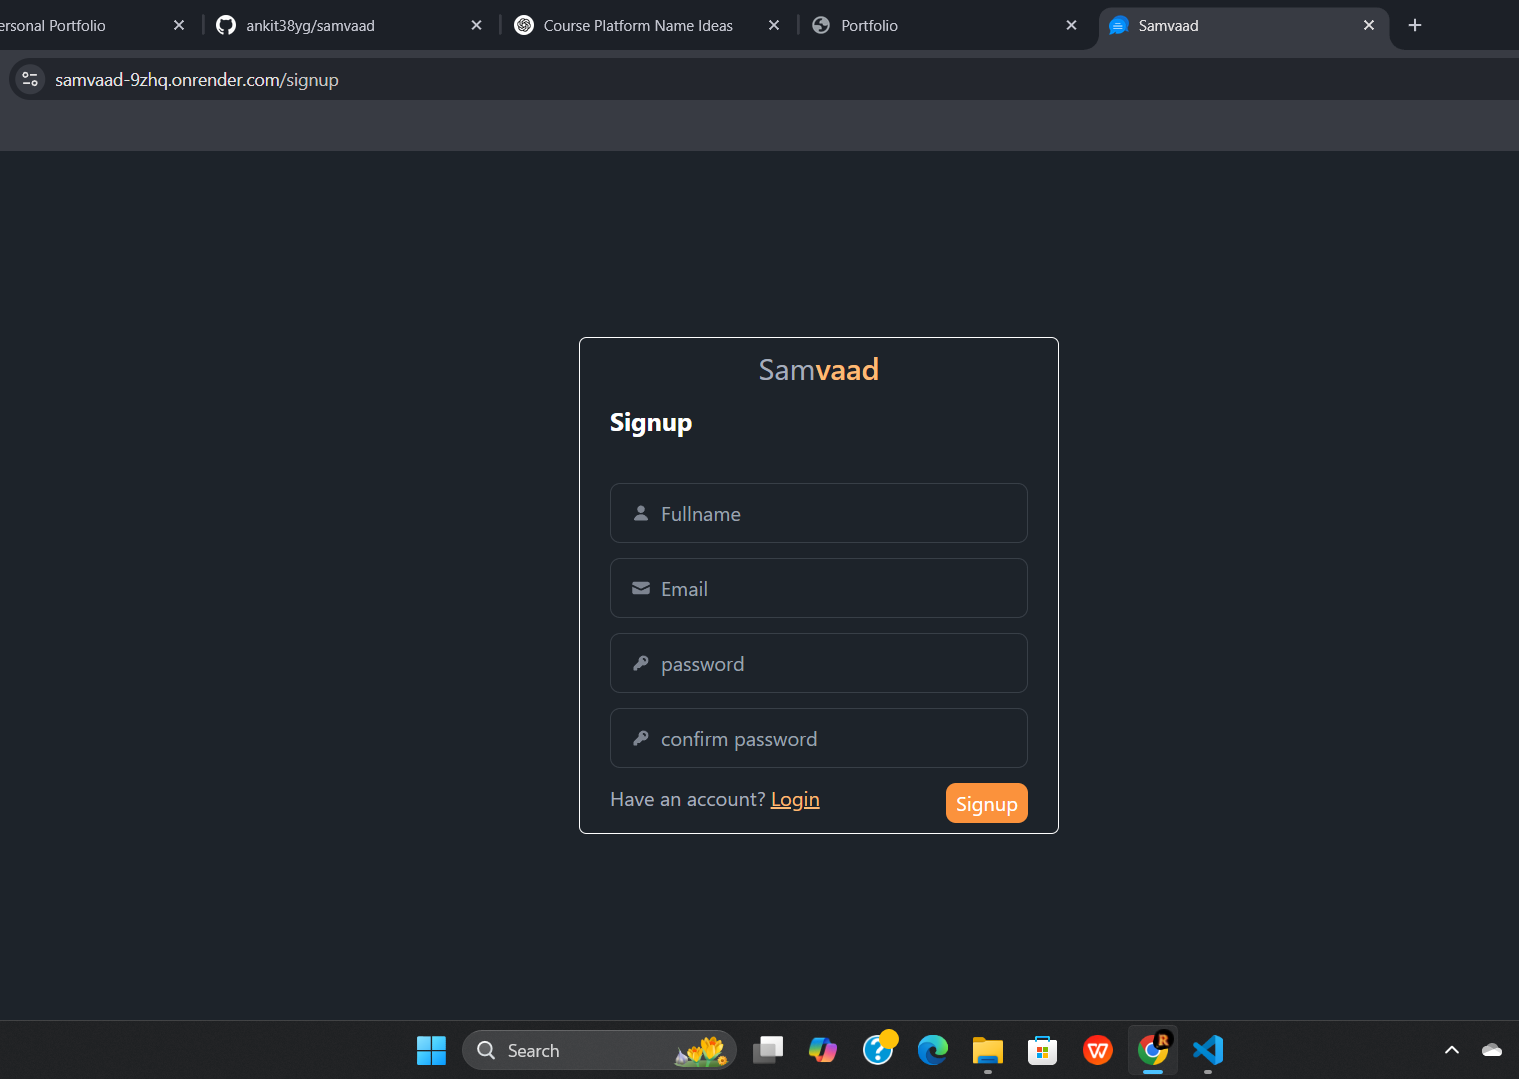 ersonal Portfolio
ankit38yg/samvaad
Course Platform Name Ideas
Portfolio
Samvaad
samvaad-9zhq.onrender.com/signup
Samvaad
Signup
Fullname
Email
password
confirm password
Have an account? Login
Signup
Search